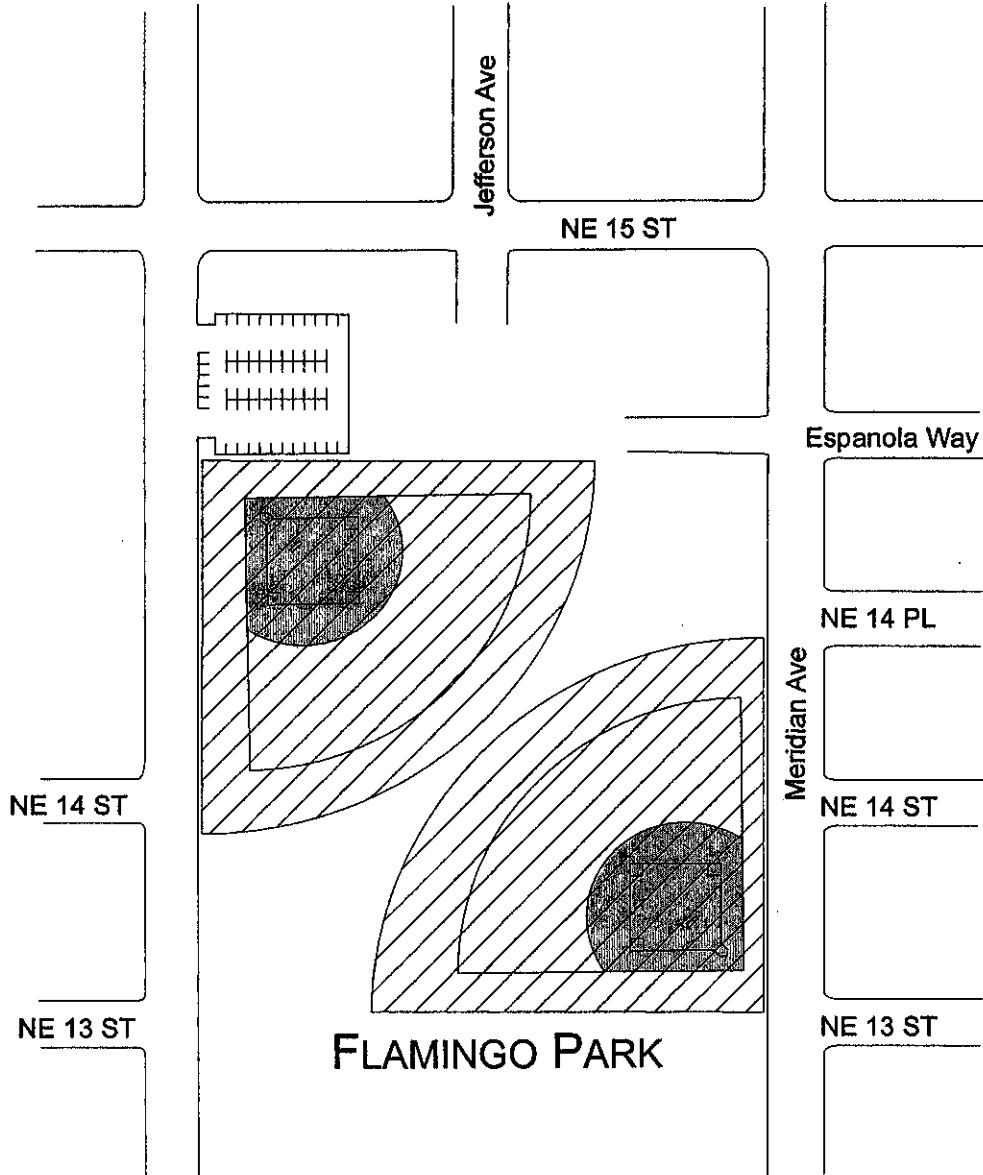 Jefferson Ave
NE 15 ST
Espanola Way
NE 14 PL
Meridian Ave
NE 14 ST
NE 14 ST
NE 13 ST
NE 13 ST
FLAMINGO PARK